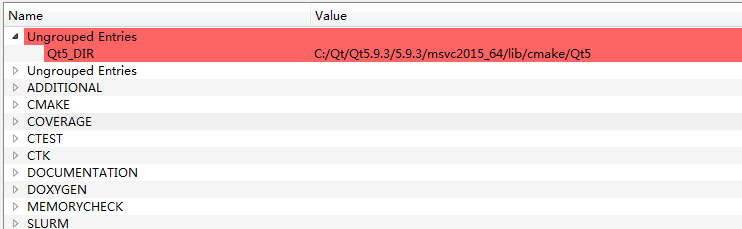 Name Value
Ungrouped Entries
Qt5_DIR C:/Qt/Qt5.9.3/5.9.3/msvc2015_64/lib/cmake/Qt5
Ungrouped Entries
ADDITIONAL
CMAKE
COVERAGE
CTEST
CTK
DOCUMENTATION
DOXYGEN
MEMORYCHECK
SLURM